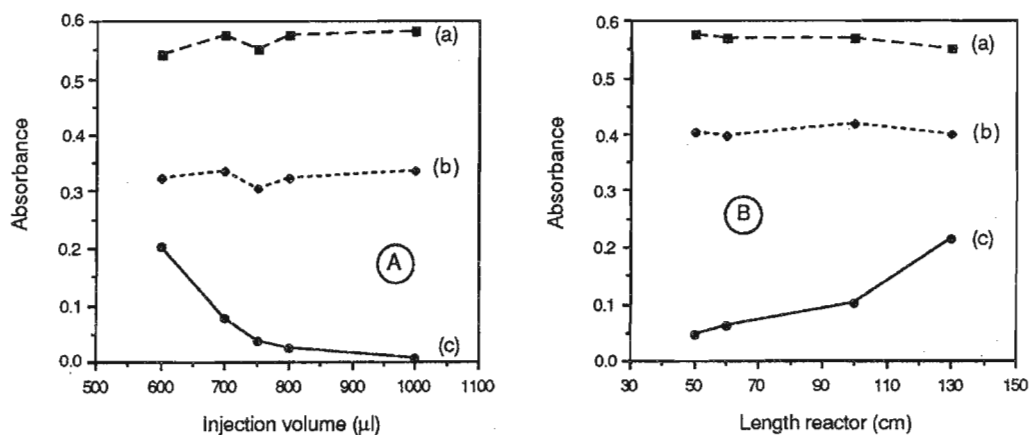 0.6
0.5
0.4
0.3
0.2
0.1
0.0
Absorbance
500 600 700 800 900 1000 1100
Injection volume (µl)
(a)
(b)
(c)
A
0.6
0.5
0.4
0.3
0.2
0.1
0.0
Absorbance
30 50 70 90 110 130 150
Length reactor (cm)
(a)
(b)
(c)
B